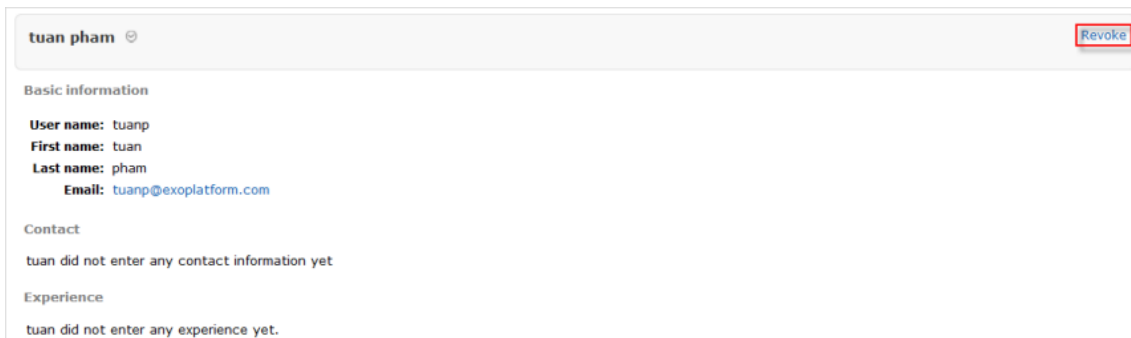 tuan pham
Revoke
Basic information
User name: tuanp
First name: tuan
Last name: pham
Email: tuanp@exoplatform.com
Contact
tuan did not enter any contact information yet
Experience
tuan did not enter any experience yet.